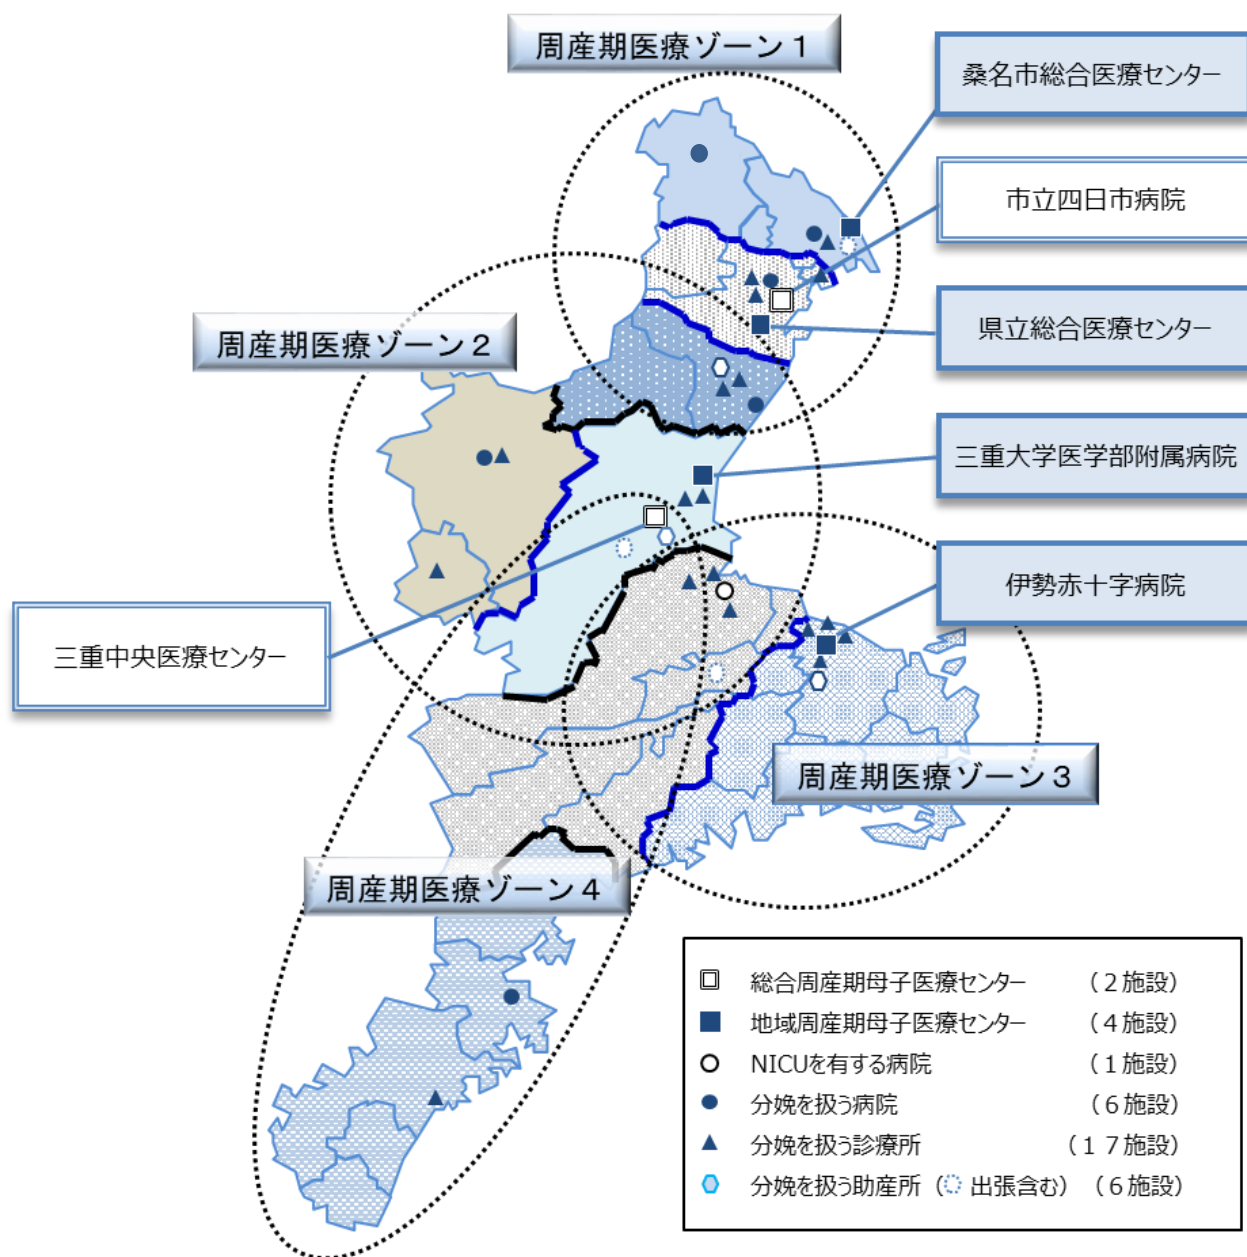 周産期医療ゾーン１
桑名市総合医療センター
市立四日市病院
県立総合医療センター
周産期医療ゾーン２
三重大学医学部附属病院
伊勢赤十字病院
三重中央医療センター
周産期医療ゾーン３
周産期医療ゾーン４
総合周産期母子医療センター （２施設）
地域周産期母子医療センター （４施設）
NICUを有する病院 （１施設）
分娩を扱う病院 （６施設）
分娩を扱う診療所 （１７施設）
分娩を扱う助産所（ 出張含む）（６施設）